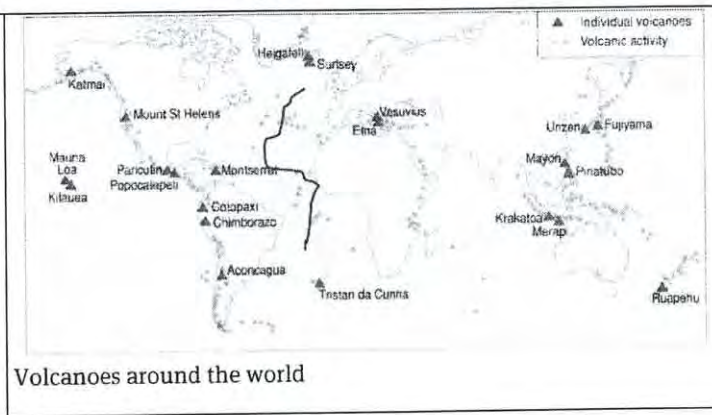 Individual volcanoes
Volcanic activity
Helgafell
Surtsey
Katmai
Mount St Helens
Vesuvius
Etna
Unzen
Fujiyama
Mauna
Loa
Kilauea
Paricutin
Popocatepetl
Montserrat
Mayon
Pinatubo
Cotopaxi
Chimborazo
Krakatoa
Merapi
Aconcagua
Tristan da Cunha
Ruapehu
Volcanoes around the world